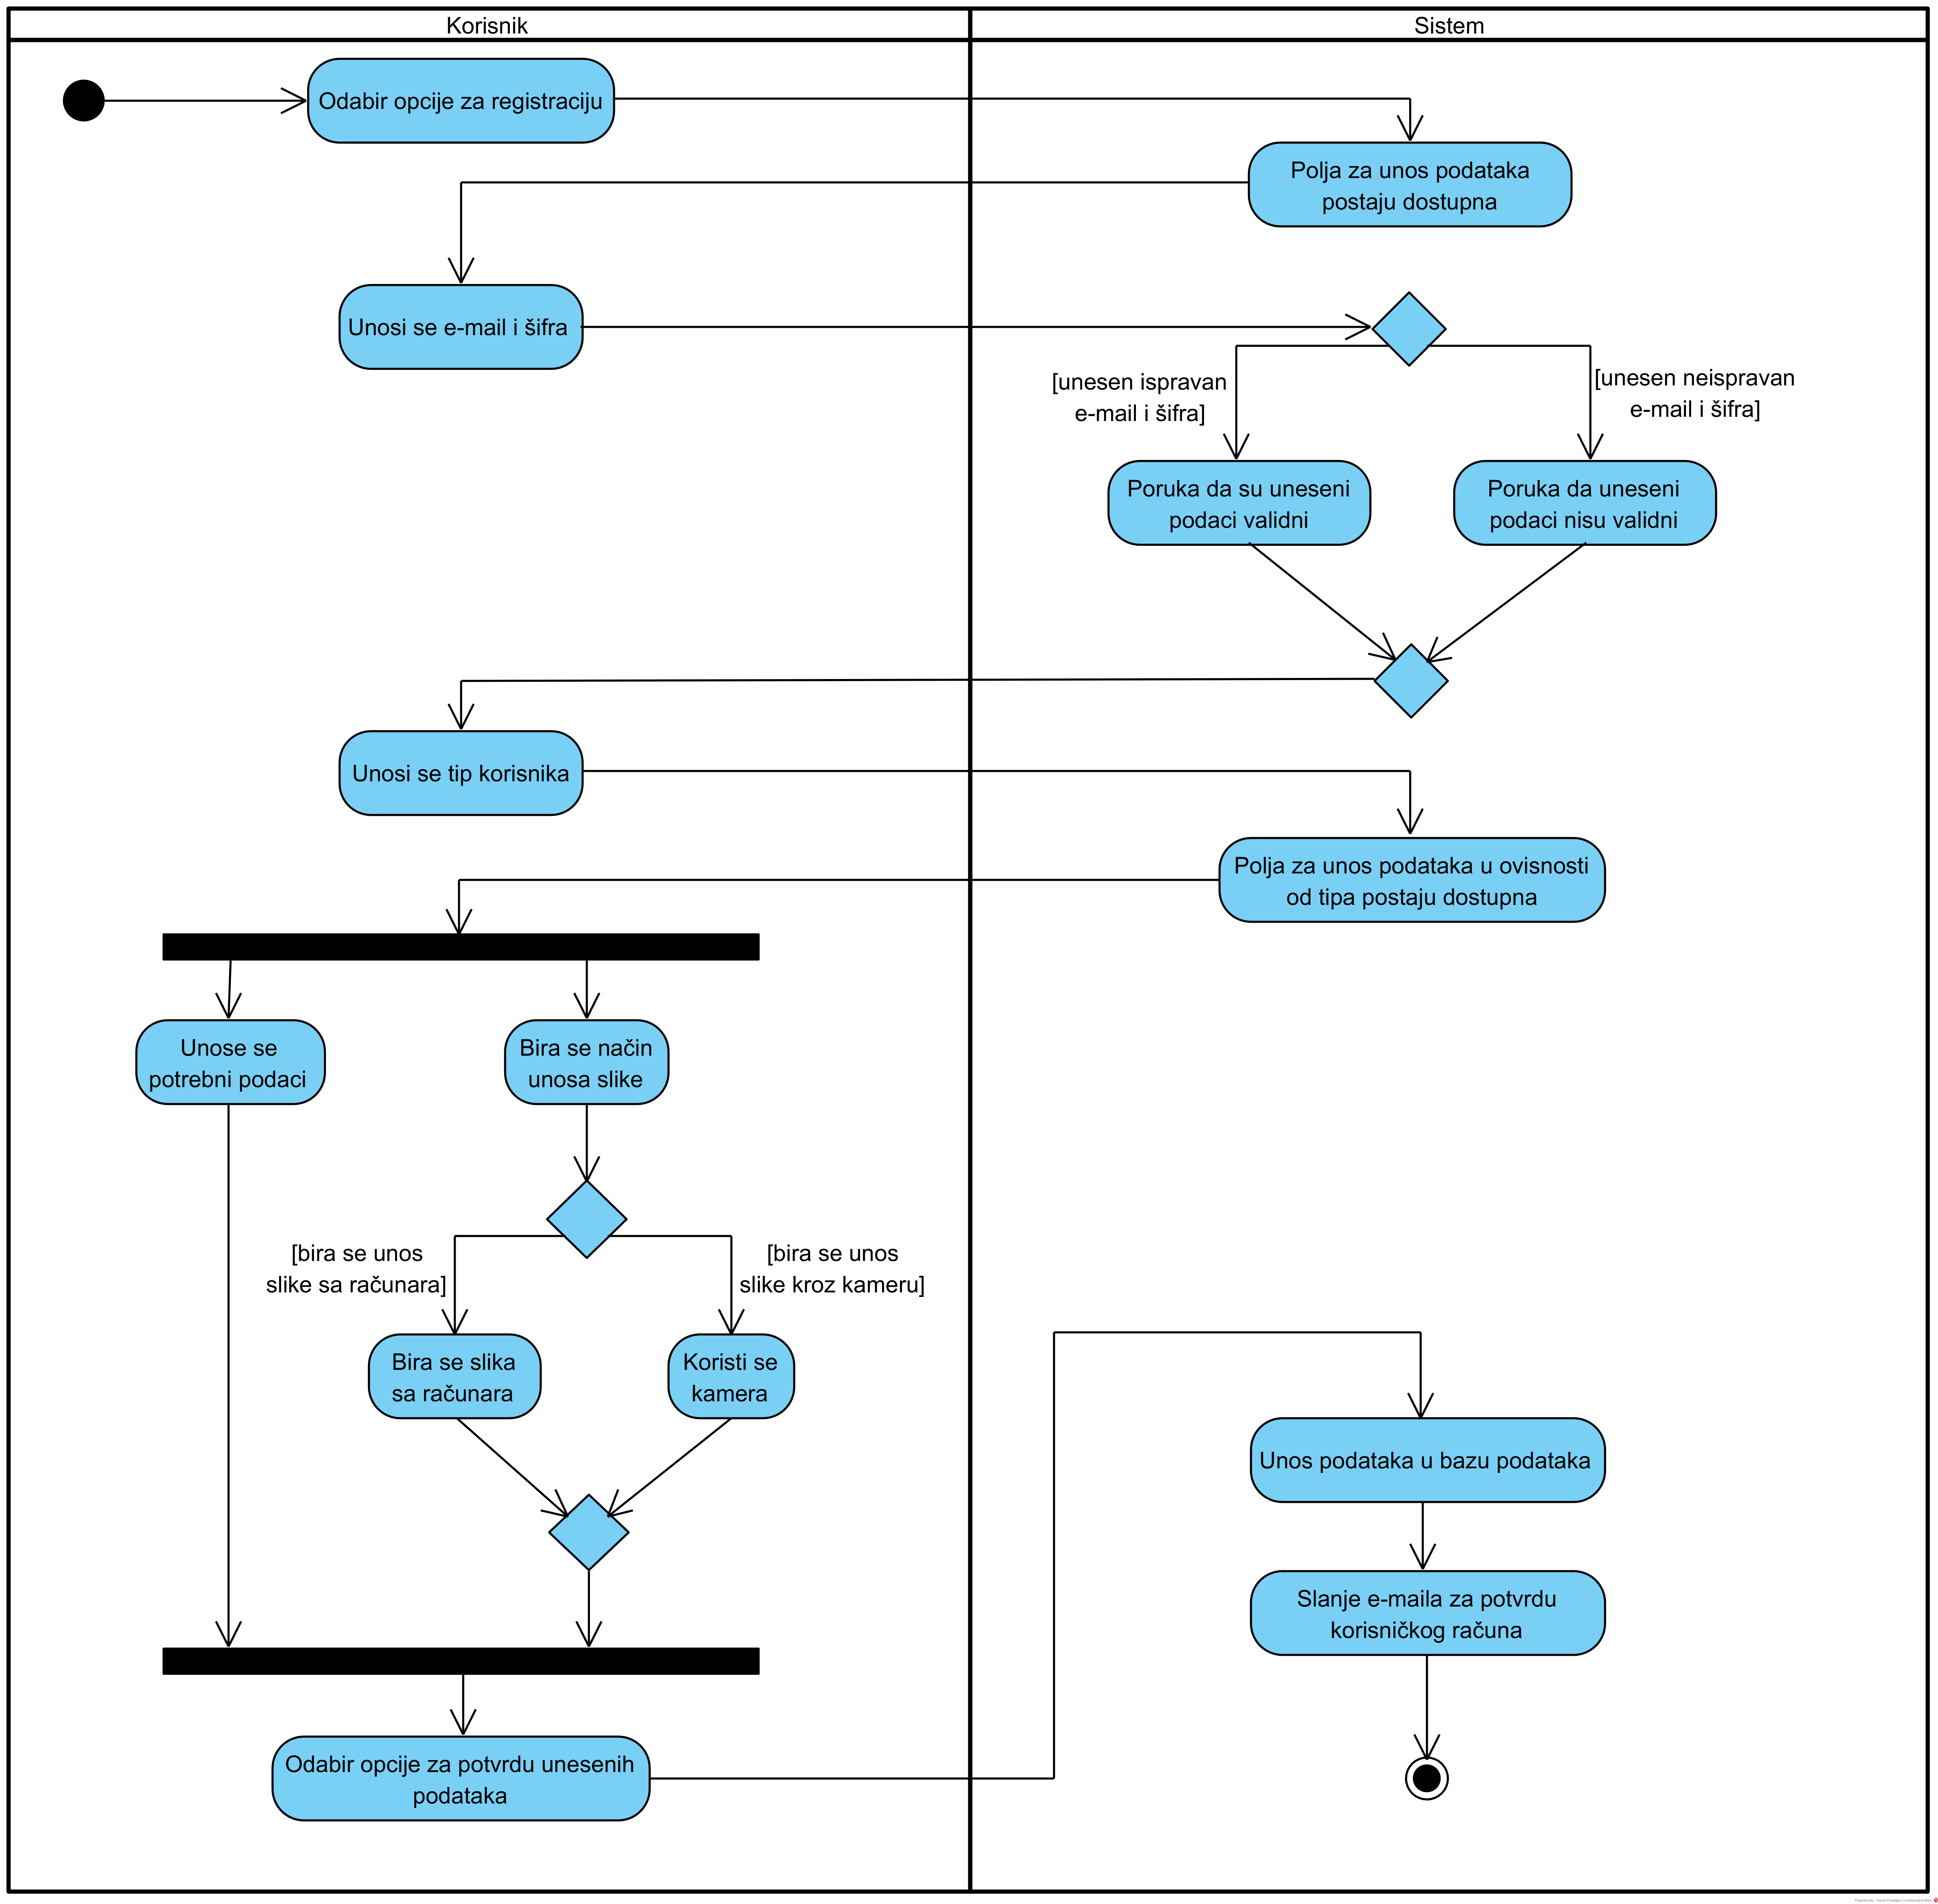 Korisnik
Sistem
Odabir opcije za registraciju
Polja za unos podataka
postaju dostupna
Unosi se e-mail i šifra
[unesen ispravan
e-mail i šifra]
[unesen neispravan
e-mail i šifra]
Poruka da su uneseni
podaci validni
Poruka da uneseni
podaci nisu validni
Unosi se tip korisnika
Polja za unos podataka u ovisnosti
od tipa postaju dostupna
Unose se
potrebni podaci
Bira se način
unosa slike
[bira se unos
slike sa računara]
[bira se unos
slike kroz kameru]
Bira se slika
sa računara
Koristi se
kamera
Unos podataka u bazu podataka
Slanje e-maila za potvrdu
korisničkog računa
Odabir opcije za potvrdu unesenih
podataka